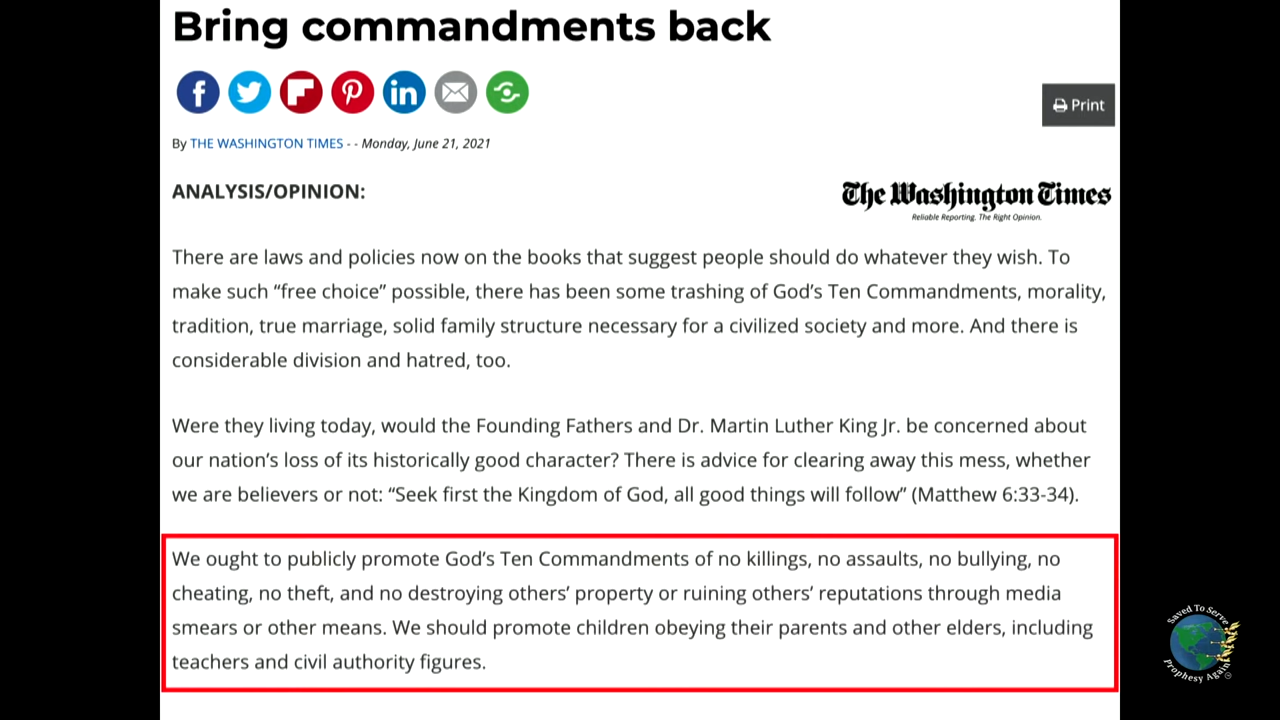 Bring commandments back
Print
By THE WASHINGTON TIMES - - Monday, June 21, 2021
ANALYSIS/OPINION:
The Washington Times
Reliable Reporting. The Right Opinion.
There are laws and policies now on the books that suggest people should do whatever they wish. To
make such “free choice” possible, there has been some trashing of God’s Ten Commandments, morality,
tradition, true marriage, solid family structure necessary for a civilized society and more. And there is
considerable division and hatred, too.
Were they living today, would the Founding Fathers and Dr. Martin Luther King Jr. be concerned about
our nation’s loss of its historically good character? There is advice for clearing away this mess, whether
we are believers or not: “Seek first the Kingdom of God, all good things will follow” (Matthew 6:33-34).
We ought to publicly promote God’s Ten Commandments of no killings, no assaults, no bullying, no
cheating, no theft, and no destroying others’ property or ruining others’ reputations through media
smears or other means. We should promote children obeying their parents and other elders, including
teachers and civil authority figures.
Saved To Serve
Prophesy Again